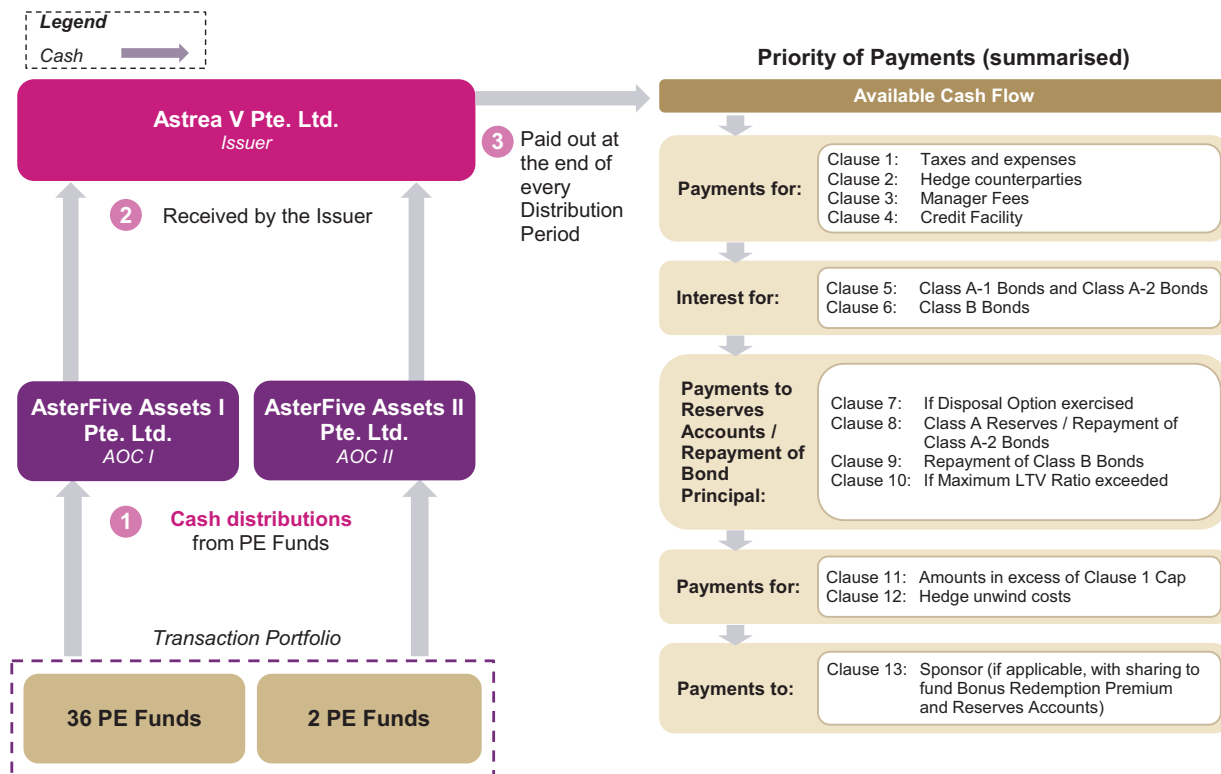 Legend
Cash
Astrea V Pte. Ltd.
Issuer
2
Received by the Issuer
3
Paid out at
the end of
every
Distribution
Period
AsterFive Assets I
Pte. Ltd.
AOC I
AsterFive Assets II
Pte. Ltd.
AOC II
1
Cash distributions
from PE Funds
Transaction Portfolio
36 PE Funds
2 PE Funds
Priority of Payments (summarised)
Available Cash Flow
Payments for:
Clause 1: Taxes and expenses
Clause 2: Hedge counterparties
Clause 3: Manager Fees
Clause 4: Credit Facility
Interest for:
Clause 5: Class A-1 Bonds and Class A-2 Bonds
Clause 6: Class B Bonds
Payments to
Reserves
Accounts /
Repayment of
Bond
Principal:
Clause 7: If Disposal Option exercised
Clause 8: Class A Reserves / Repayment of
Class A-2 Bonds
Clause 9: Repayment of Class B Bonds
Clause 10: If Maximum LTV Ratio exceeded
Payments for:
Clause 11: Amounts in excess of Clause 1 Cap
Clause 12: Hedge unwind costs
Payments to:
Clause 13: Sponsor (if applicable, with sharing to
fund Bonus Redemption Premium
and Reserves Accounts)